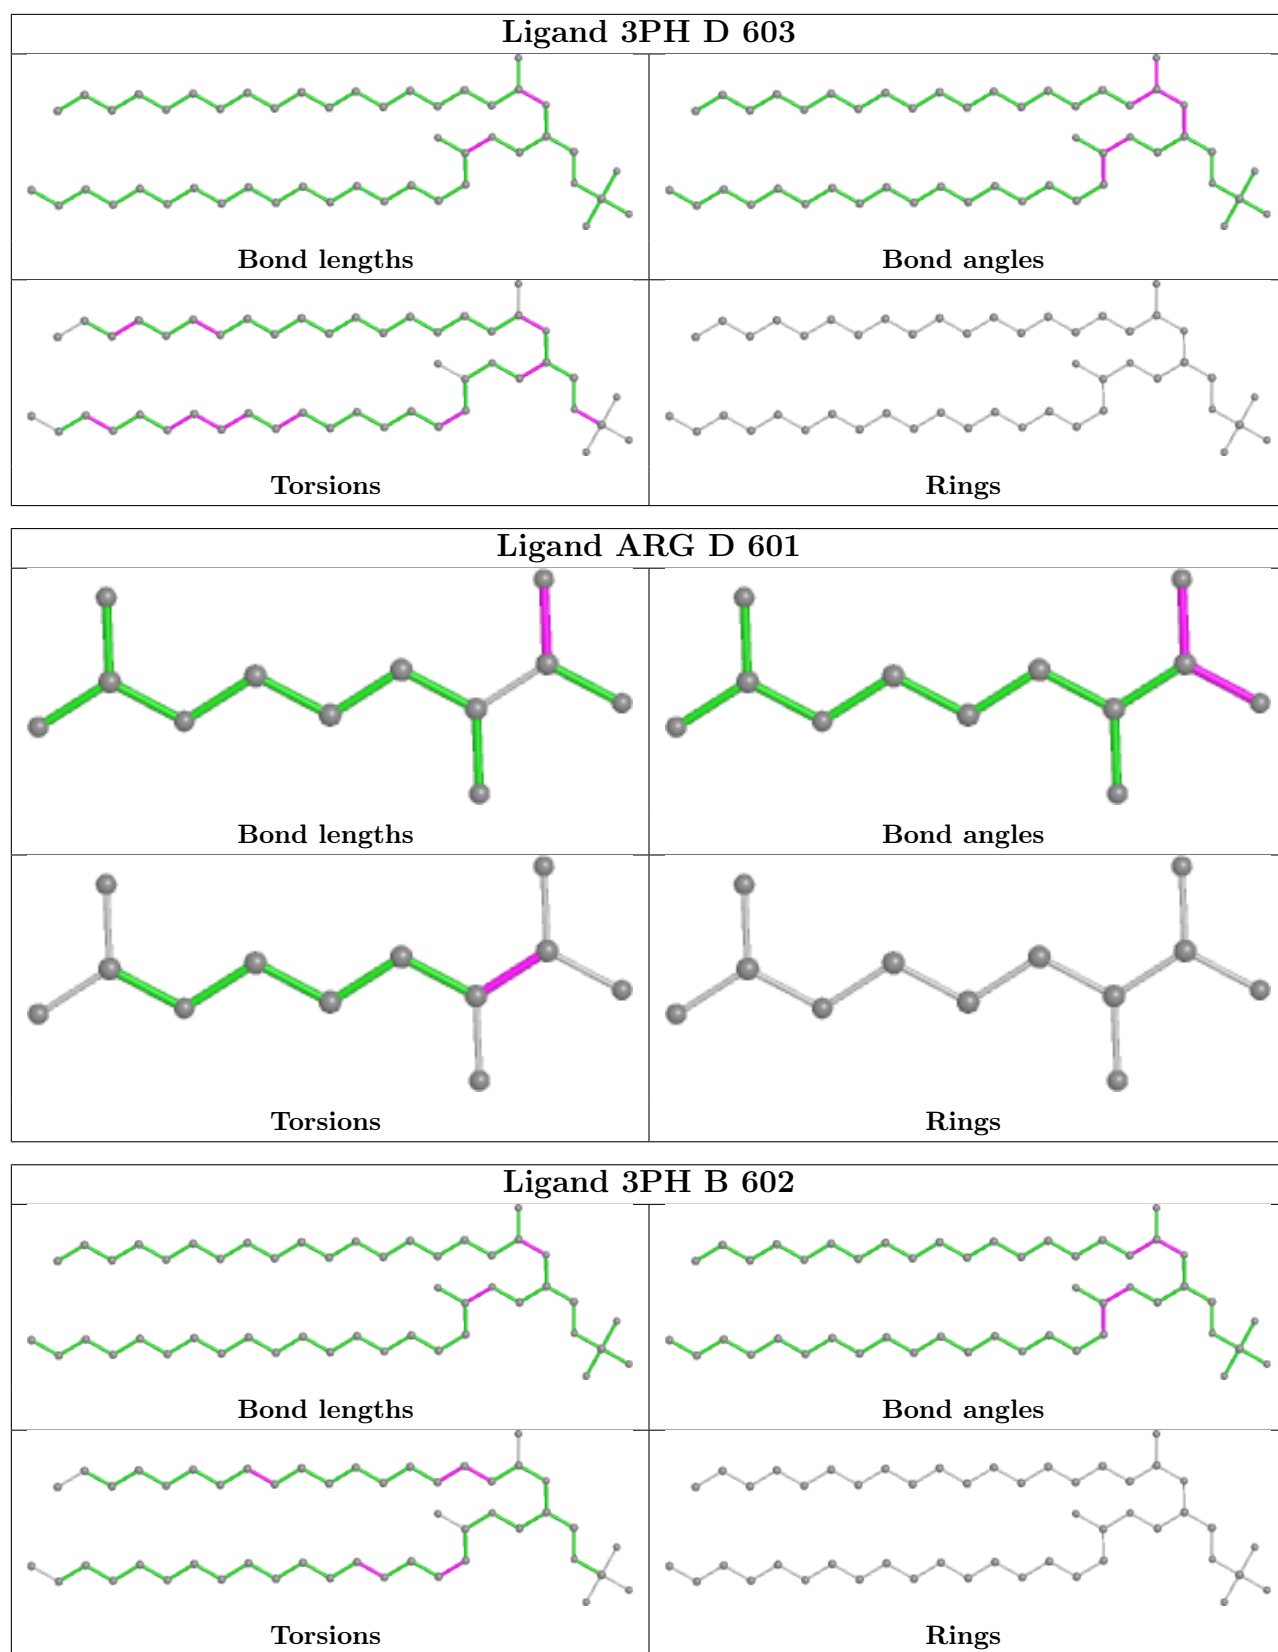 Ligand 3PH D 603
Bond lengths
Bond angles
Torsions
Rings
Ligand ARG D 601
Bond lengths
Bond angles
Torsions
Rings
Ligand 3PH B 602
Bond lengths
Bond angles
Torsions
Rings